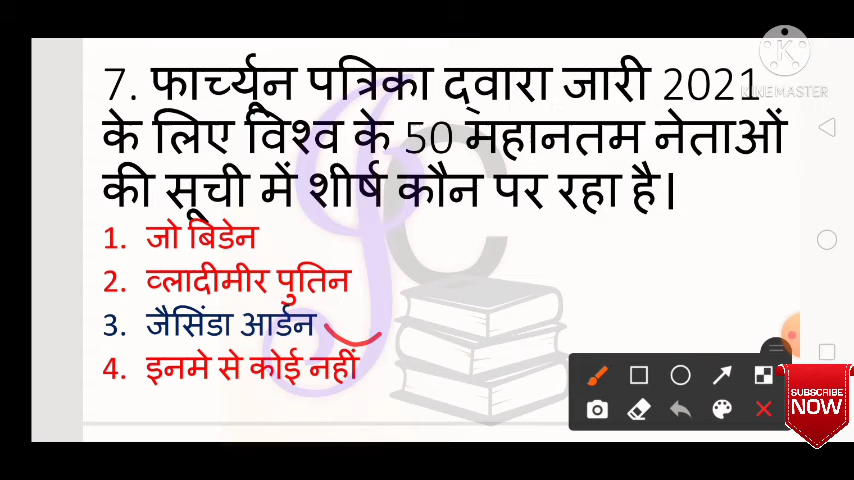 KINEMASTER
7. फार्च्यून पत्रिका द्वारा जारी 2021
के लिए विश्व के 50 महानतम नेताओं
की सूची में शीर्ष कौन पर रहा है।
1. जो बिडेन
2. व्लादीमीर पुतिन
3. जैसिंडा आर्डन
4. इनमे से कोई नहीं
SUBSCRIBE
NOW